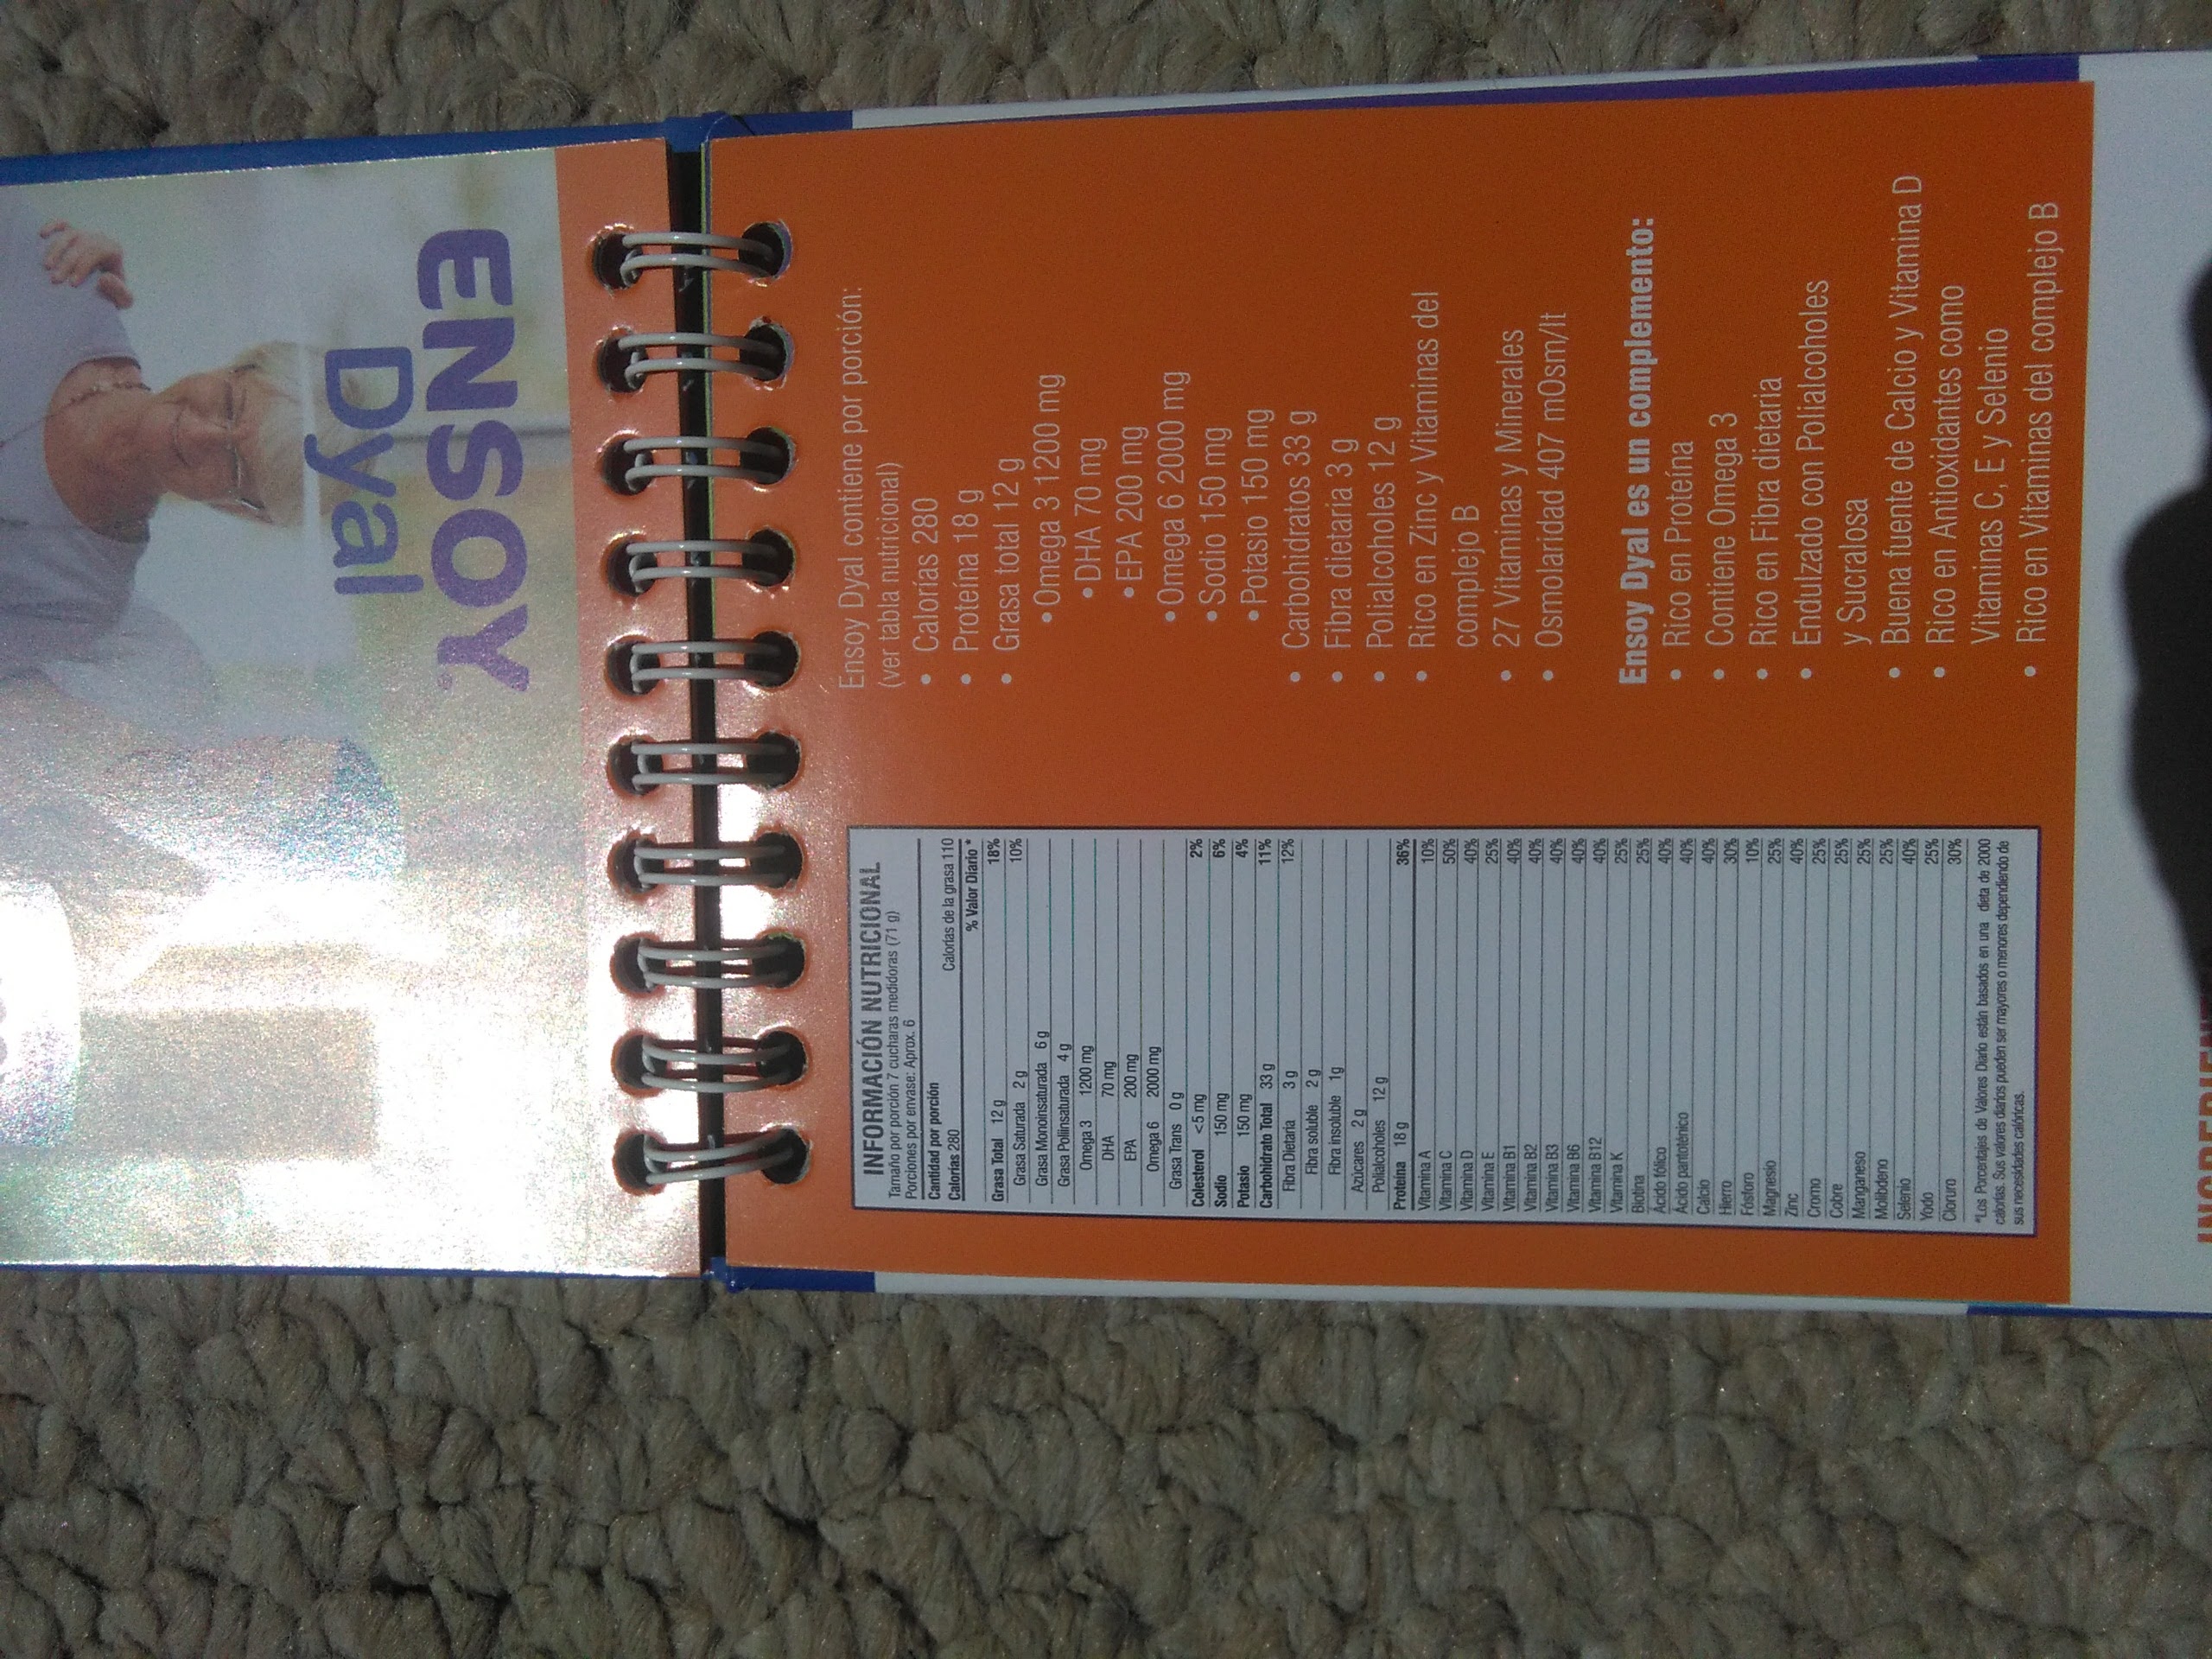 ENSOY
Dyal
Ensoy Dyal contiene por porción:
(ver tabla nutricional)
• Calorías 280
• Proteína 18 g
• Grasa total 12 g
• Omega 3 1200 mg
• DHA 70 mg
• EPA 200 mg
• Omega 6 2000 mg
• Sodio 150 mg
• Potasio 150 mg
• Carbohidratos 33 g
• Fibra dietaria 3 g
• Polialcoholes 12 g
• Rico en Zinc y Vitaminas del
complejo B
• 27 Vitaminas y Minerales
• Osmolaridad 407 mOsm/lt
Ensoy Dyal es un complemento:
• Rico en Proteína
• Contiene Omega 3
• Rico en Fibra dietaria
• Endulzado con Polialcoholes
y Sucralosa
• Buena fuente de Calcio y Vitamina D
• Rico en Antioxidantes como
Vitaminas C, E y Selenio
• Rico en Vitaminas del complejo B
INFORMACIÓN NUTRICIONAL
Tamaño por porción 7 cucharas medidoras (71 g)
Porciones por envase: Aprox. 6
Cantidad por porción
Calorías 280 Calorías de la grasa 110
% Valor Diario *
Grasa Total 12 g 18%
Grasa Saturada 2 g 10%
Grasa Monoinsaturada 6 g
Grasa Poliinsaturada 4 g
Omega 3 1200 mg
DHA 70 mg
EPA 200 mg
Omega 6 2000 mg
Grasa Trans 0 g
Colesterol <5 mg 2%
Sodio 150 mg 6%
Potasio 150 mg 4%
Carbohidrato Total 33 g 11%
Fibra Dietaria 3 g 12%
Fibra soluble 2 g
Fibra insoluble 1g
Azúcares 2 g
Polialcoholes 12 g
Proteína 18 g 36%
Vitamina A 10%
Vitamina C 50%
Vitamina D 40%
Vitamina E 25%
Vitamina B1 40%
Vitamina B2 40%
Vitamina B3 40%
Vitamina B6 40%
Vitamina B12 40%
Vitamina K 25%
Biotina 25%
Ácido fólico 40%
Ácido pantoténico 40%
Calcio 40%
Hierro 30%
Fósforo 10%
Magnesio 25%
Zinc 40%
Cromo 25%
Cobre 25%
Manganeso 25%
Molibdeno 25%
Selenio 40%
Yodo 25%
Cloruro 30%
*Los Porcentajes de Valores Diario están basados en una dieta de 2000
calorías. Sus valores diarios pueden ser mayores o menores dependiendo de
sus necesidades calóricas.